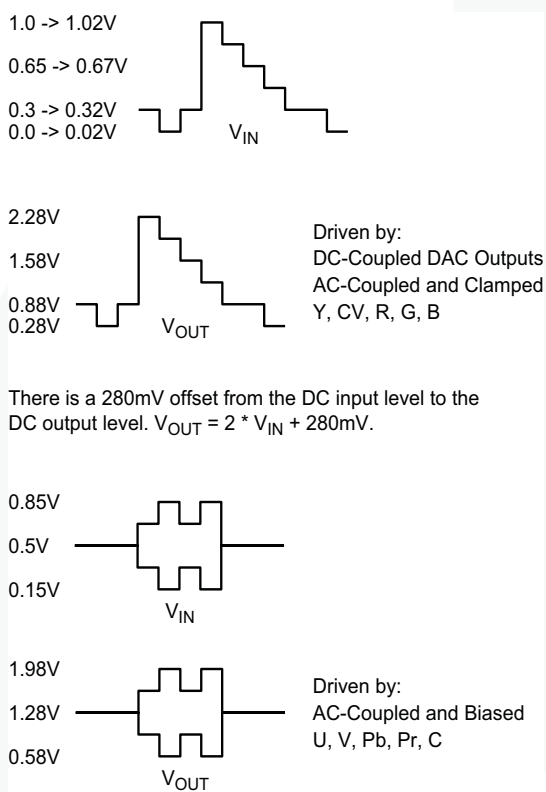 1.0 -> 1.02V
0.65 -> 0.67V
0.3 -> 0.32V
0.0 -> 0.02V
VIN
2.28V
1.58V
0.88V
0.28V
VOUT
Driven by:
DC-Coupled DAC Outputs
AC-Coupled and Clamped
Y, CV, R, G, B
There is a 280mV offset from the DC input level to the
DC output level. VOUT = 2 * VIN + 280mV.
0.85V
0.5V
0.15V
VIN
1.98V
1.28V
0.58V
VOUT
Driven by:
AC-Coupled and Biased
U, V, Pb, Pr, C